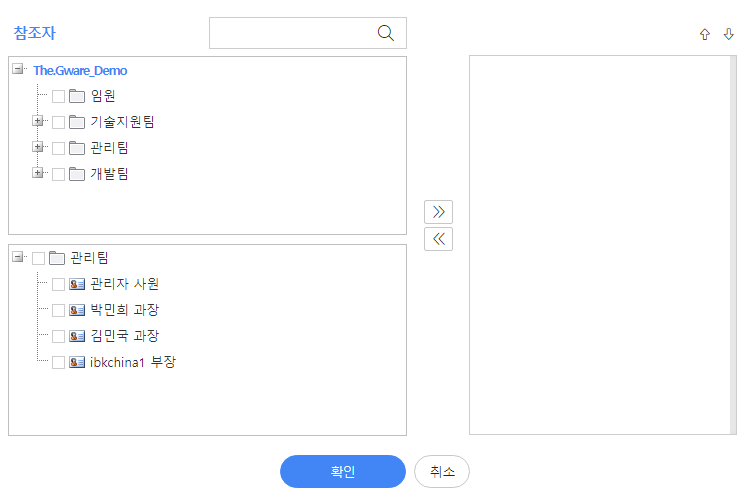 참조자
The.Gware_Demo
임원
기술지원팀
관리팀
개발팀
관리팀
관리자 사원
박민희 과장
김민국 과장
ibkchina1 부장
확인
취소